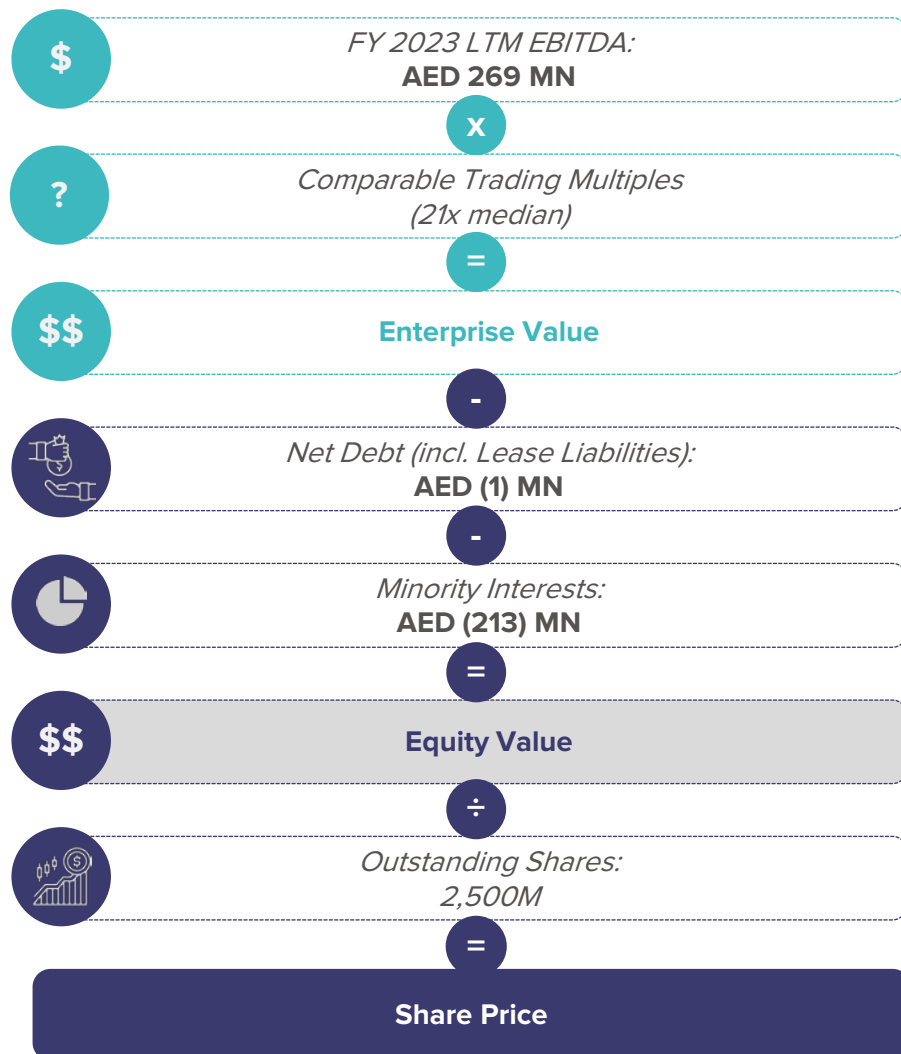 $
FY 2023 LTM EBITDA:
AED 269 MN
x
?
Comparable Trading Multiples
(21x median)
=
$$
Enterprise Value
-
Net Debt (incl. Lease Liabilities):
AED (1) MN
-
Minority Interests:
AED (213) MN
=
$$
Equity Value
÷
$
Outstanding Shares:
2,500M
=
Share Price